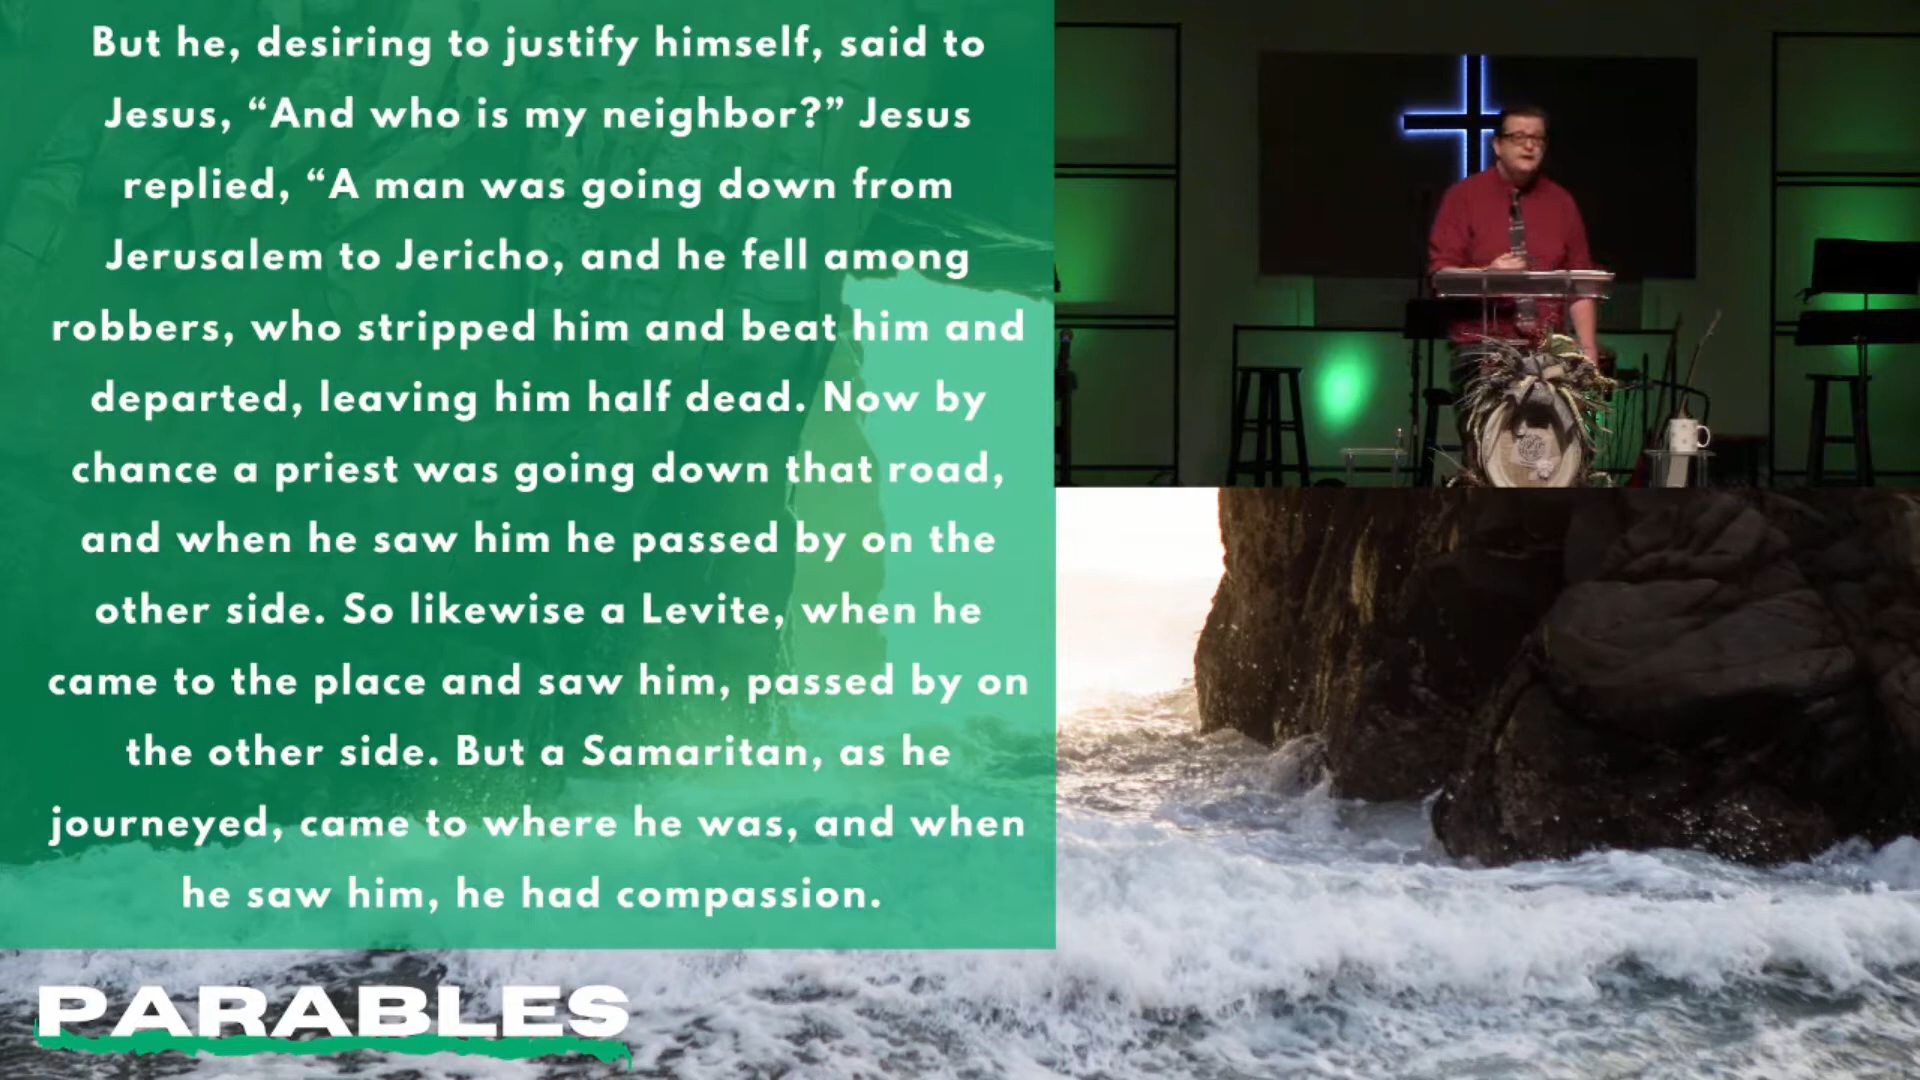 But he, desiring to justify himself, said to
Jesus, “And who is my neighbor?” Jesus
replied, “A man was going down from
Jerusalem to Jericho, and he fell among
robbers, who stripped him and beat him and
departed, leaving him half dead. Now by
chance a priest was going down that road,
and when he saw him he passed by on the
other side. So likewise a Levite, when he
came to the place and saw him, passed by on
the other side. But a Samaritan, as he
journeyed, came to where he was, and when
he saw him, he had compassion.
PARABLES